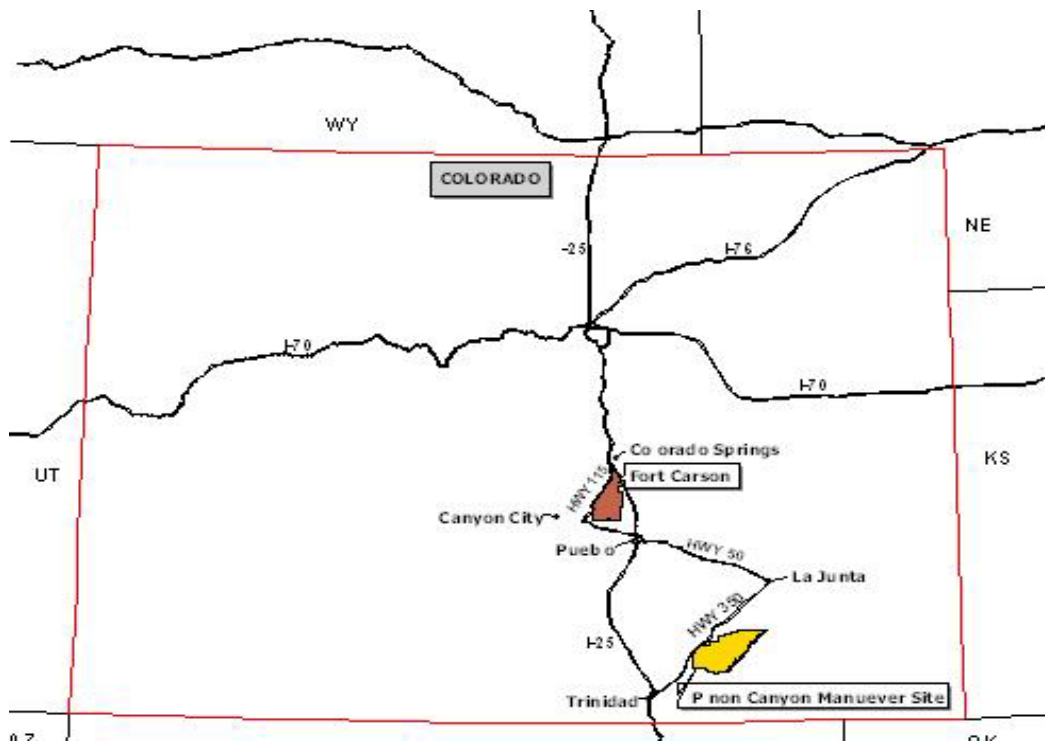 WY
COLORADO
NE
-25
I-76
I-70
I-70
UT
KS
Co orado Springs
Fort Carson
HWY 115
Canyon City
Puebo
HWY 50
La Junta
HWY 350
I-25
Trinidad
P non Canyon Manuever Site